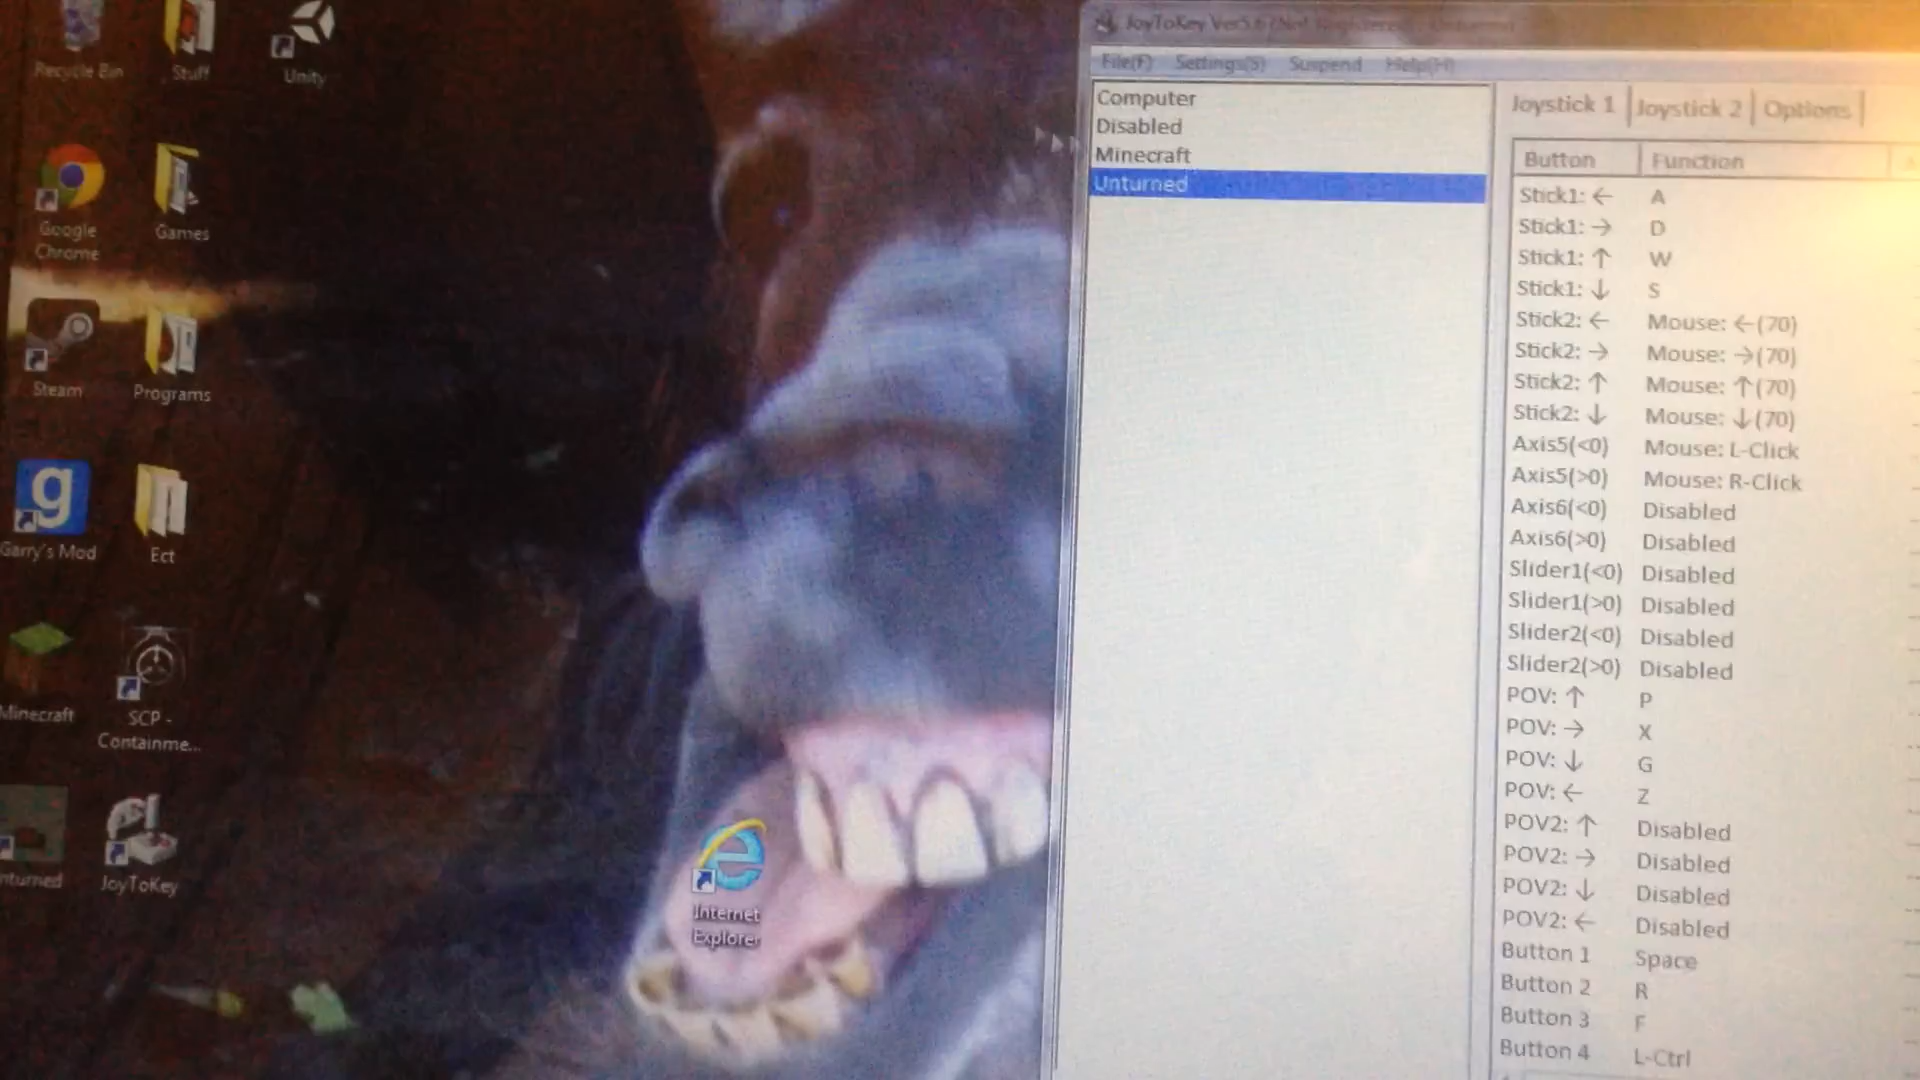 Recycle Bin
Stuff
Unity
Google
Chrome
Games
Steam
Programs
g
Garry's Mod
Ect
Minecraft
SCP -
Containme...
nturned
JoyToKey
Internet
Explorer
JoyToKey
File(F) Settings(S) Suspend Help(H)
Computer
Disabled
Minecraft
Unturned
Joystick 1 Joystick 2 Options
Button Function
Stick1: ← A
Stick1: → D
Stick1: ↑ W
Stick1: ↓ S
Stick2: ← Mouse: ←(70)
Stick2: → Mouse: →(70)
Stick2: ↑ Mouse: ↑(70)
Stick2: ↓ Mouse: ↓(70)
Axis5(<0) Mouse: L-Click
Axis5(>0) Mouse: R-Click
Axis6(<0) Disabled
Axis6(>0) Disabled
Slider1(<0) Disabled
Slider1(>0) Disabled
Slider2(<0) Disabled
Slider2(>0) Disabled
POV: ↑ P
POV: → X
POV: ↓ G
POV: ← Z
POV2: ↑ Disabled
POV2: → Disabled
POV2: ↓ Disabled
POV2: ← Disabled
Button 1 Space
Button 2 R
Button 3 F
Button 4 L-Ctrl